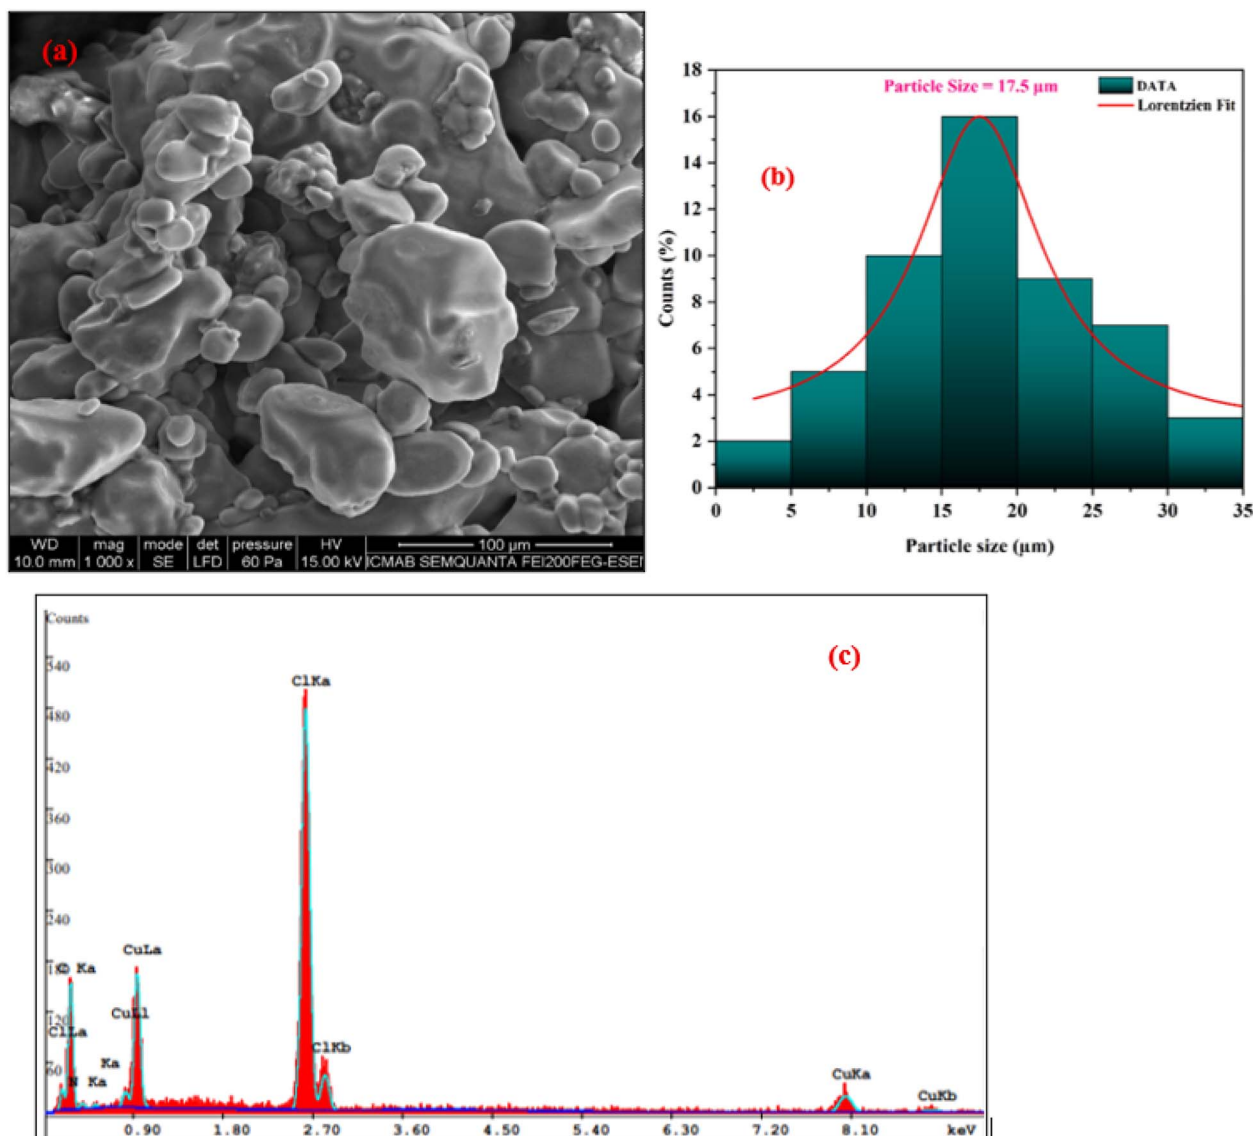 (a)
WD mag mode det pressure HV 100 µm
10.0 mm 1 000 x SE LFD 60 Pa 15.00 kV ICMAB SEMQUANTA FEI200FEG-ESEM
Particle Size = 17.5 µm
DATA
Lorentzien Fit
(b)
18
16
14
12
10
8
6
4
2
0
Counts (%)
0 5 10 15 20 25 30 35
Particle size (µm)
Counts
(c)
540
ClKa
480
420
360
300
240
CuLa
Ka
CuLl
120
ClLa
ClKb
Ka
60
N Ka
CuKa
CuKb
0.90 1.80 2.70 3.60 4.50 5.40 6.30 7.20 8.10 keV